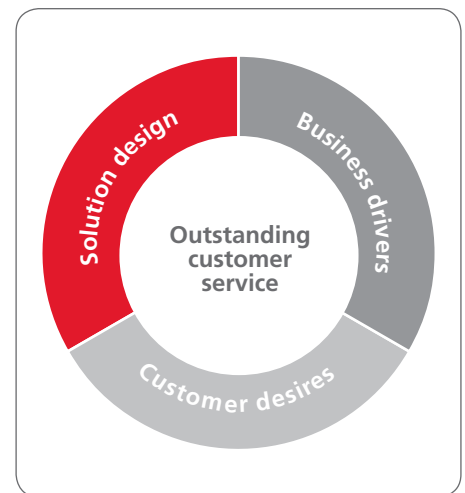 Solution design
Business drivers
Outstanding
customer
service
Customer desires